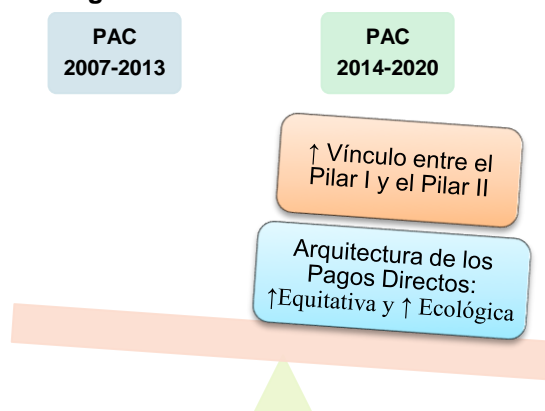 PAC
2007-2013
PAC
2014-2020
↑ Vínculo entre el
Pilar I y el Pilar II
Arquitectura de los
Pagos Directos:
↑Equitativa y ↑ Ecológica